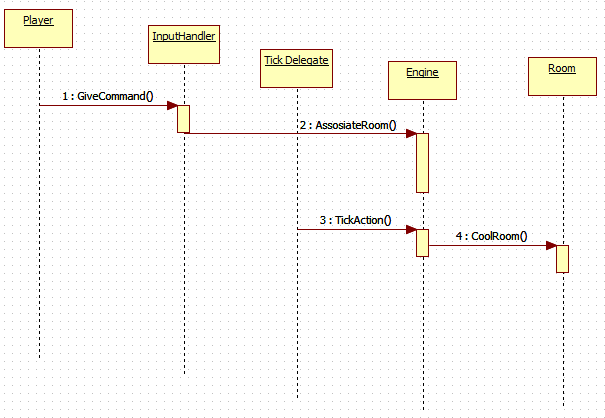 Player
InputHandler
Tick Delegate
Engine
Room
1 : GiveCommand()
2 : AssosiateRoom()
3 : TickAction()
4 : CoolRoom()